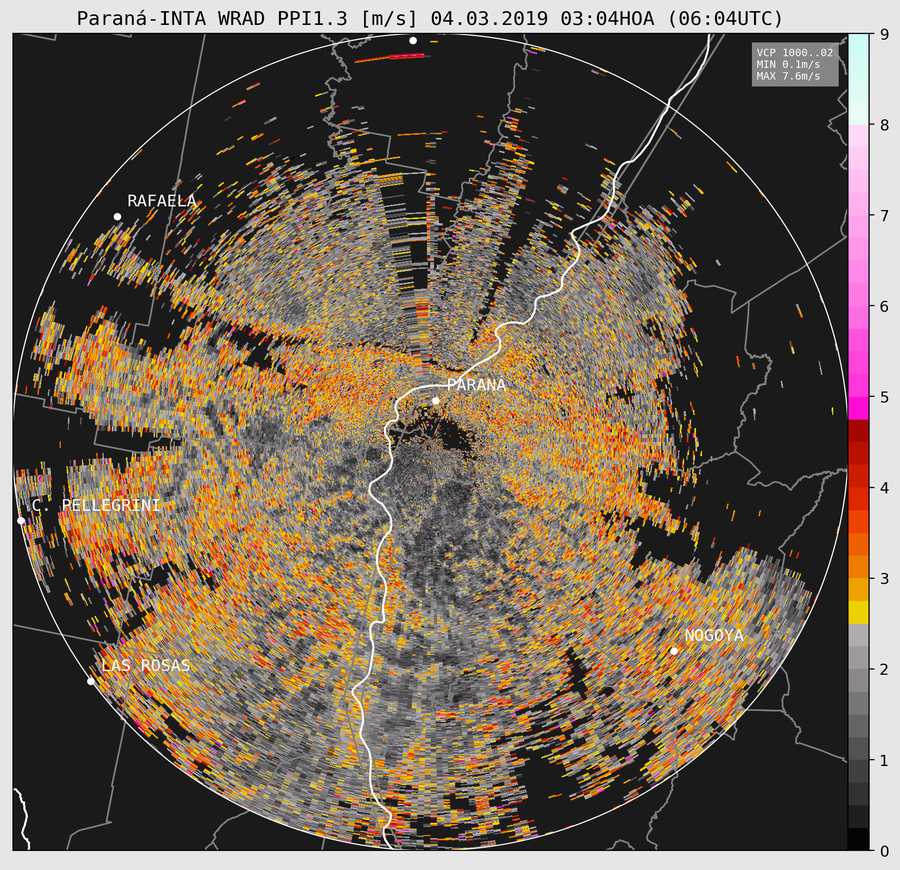 Paraná-INTA WRAD PPI1.3 [m/s] 04.03.2019 03:04HOA (06:04UTC)
VCP 1000..02
MIN 0.1m/s
MAX 7.6m/s
9
8
7
6
5
4
3
2
1
0
RAFAELA
PARANA
C. PELLEGRINI
NOGOYA
LAS ROSAS